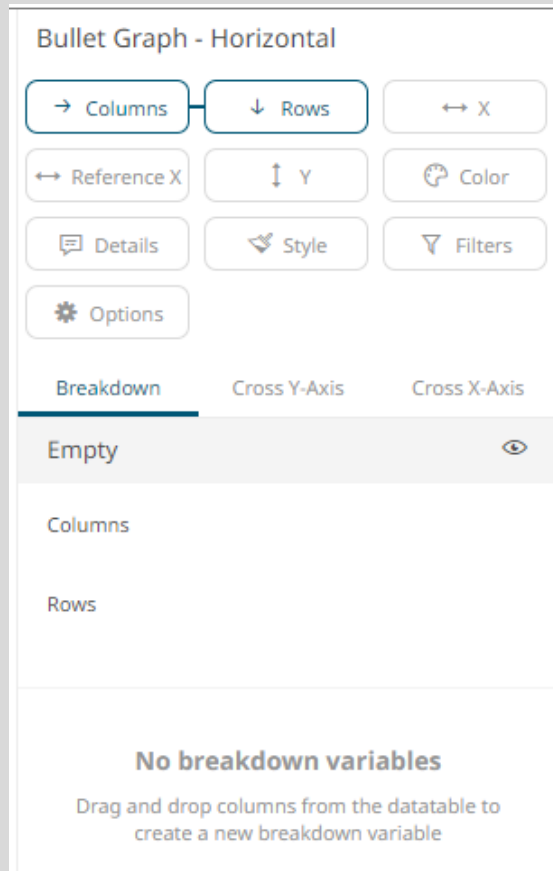 Bullet Graph - Horizontal
Columns Rows X
Reference X Y Color
Details Style Filters
Options
Breakdown Cross Y-Axis Cross X-Axis
Empty
Columns
Rows
No breakdown variables
Drag and drop columns from the datatable to
create a new breakdown variable